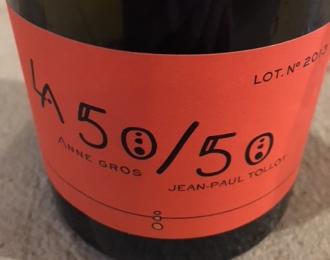 LOT. Nº 2013
LA 50/50
ANNE GROS
JEAN-PAUL TOLLOT